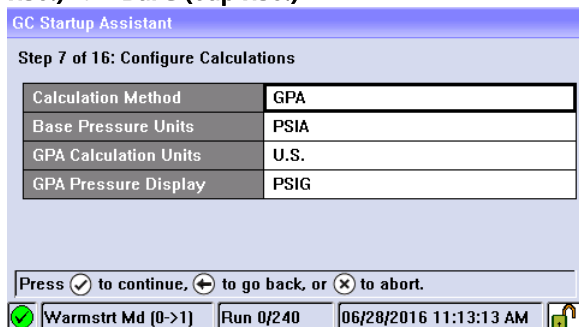 GC Startup Assistant
Step 7 of 16: Configure Calculations
Calculation Method GPA
Base Pressure Units PSIA
GPA Calculation Units U.S.
GPA Pressure Display PSIG
Press to continue, to go back, or to abort.
Warmstrt Md (0->1) Run 0/240 06/28/2016 11:13:13 AM